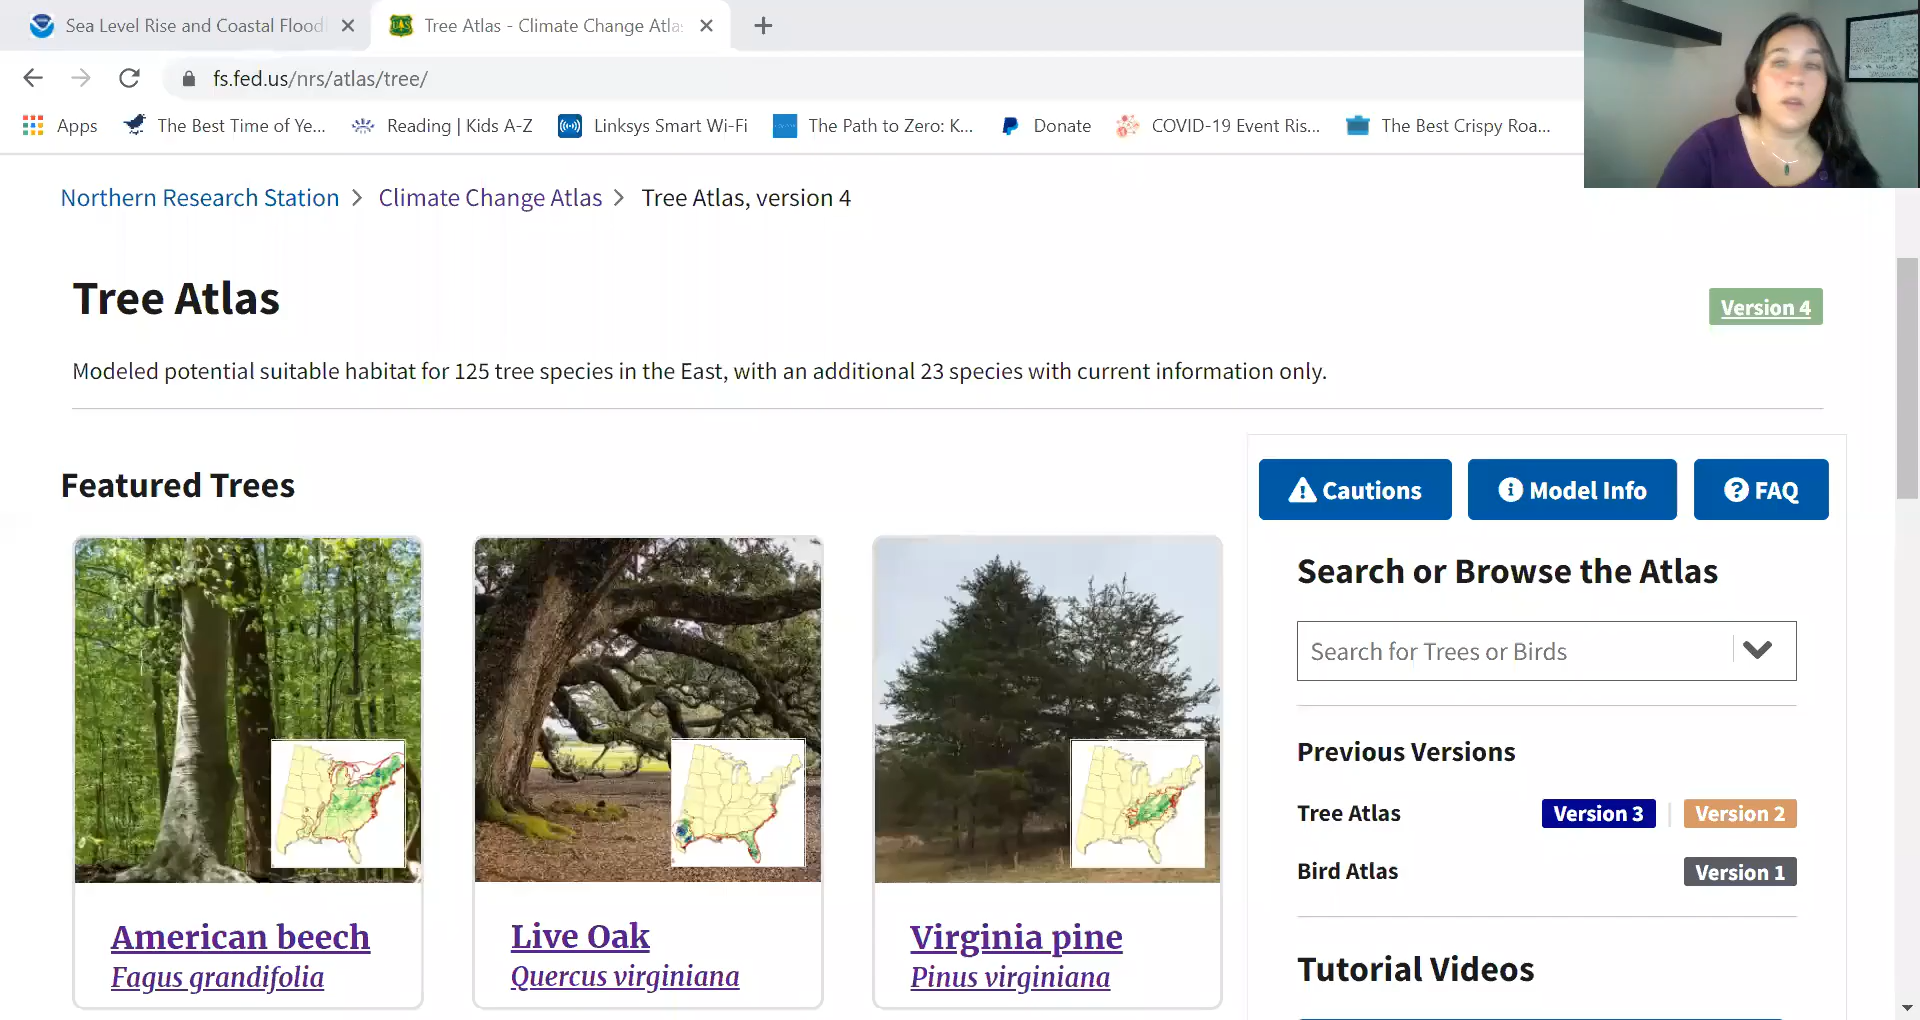 Sea Level Rise and Coastal Flood
Tree Atlas - Climate Change Atla
fs.fed.us/nrs/atlas/tree/
Apps
The Best Time of Ye...
Reading | Kids A-Z
Linksys Smart Wi-Fi
The Path to Zero: K...
Donate
COVID-19 Event Ris...
The Best Crispy Roa...
Northern Research Station > Climate Change Atlas > Tree Atlas, version 4
Tree Atlas
Version 4
Modeled potential suitable habitat for 125 tree species in the East, with an additional 23 species with current information only.
Featured Trees
American beech
Fagus grandifolia
Live Oak
Quercus virginiana
Virginia pine
Pinus virginiana
Cautions
Model Info
FAQ
Search or Browse the Atlas
Search for Trees or Birds
Previous Versions
Tree Atlas Version 3 | Version 2
Bird Atlas Version 1
Tutorial Videos